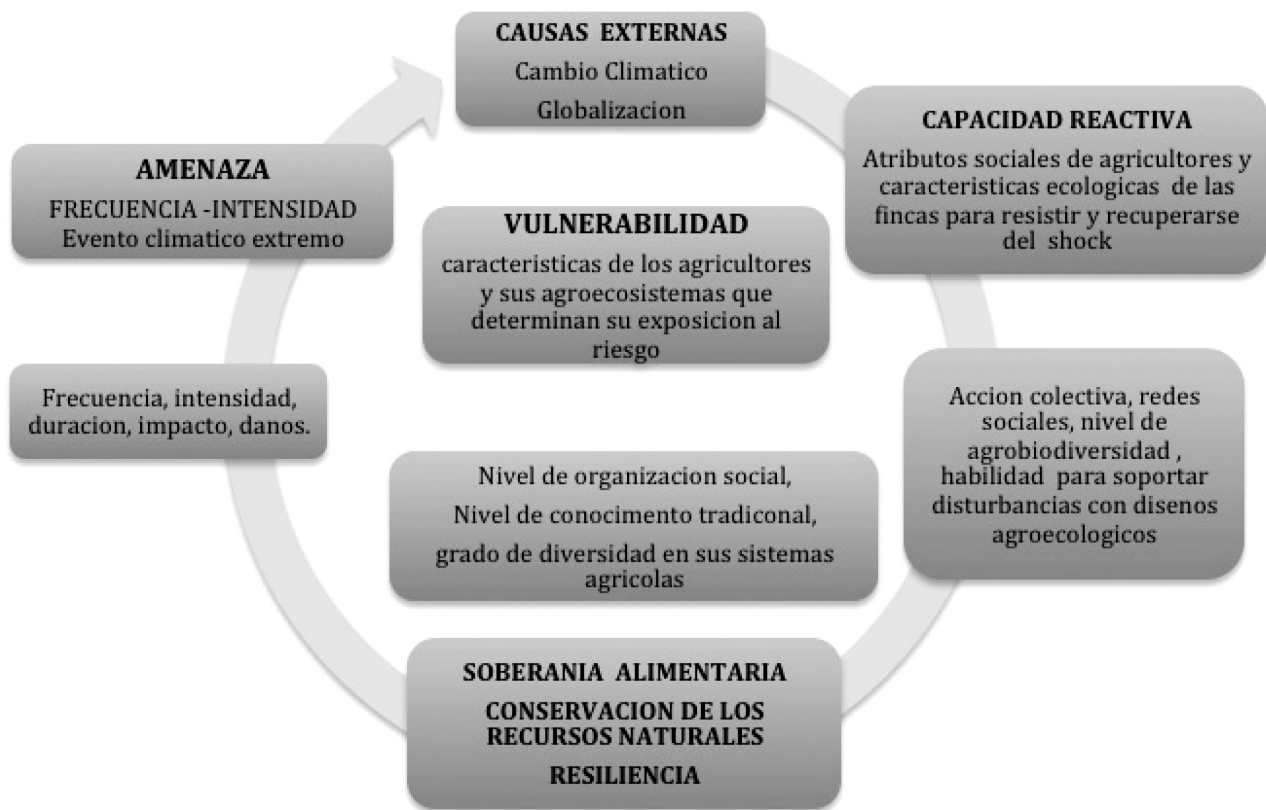 CAUSAS EXTERNAS
Cambio Climatico
Globalizacion
CAPACIDAD REACTIVA
Atributos sociales de agricultores y
caracteristicas ecologicas de las
fincas para resistir y recuperarse
del shock
AMENAZA
FRECUENCIA -INTENSIDAD
Evento climatico extremo
VULNERABILIDAD
caracteristicas de los agricultores
y sus agroecosistemas que
determinan su exposicion al
riesgo
Frecuencia, intensidad,
duracion, impacto, danos.
Accion colectiva, redes
sociales, nivel de
agrobiodiversidad ,
habilidad para soportar
disturbancias con disenos
agroecologicos
Nivel de organizacion social,
Nivel de conocimento tradiconal,
grado de diversidad en sus sistemas
agricolas
SOBERANIA ALIMENTARIA
CONSERVACION DE LOS
RECURSOS NATURALES
RESILIENCIA